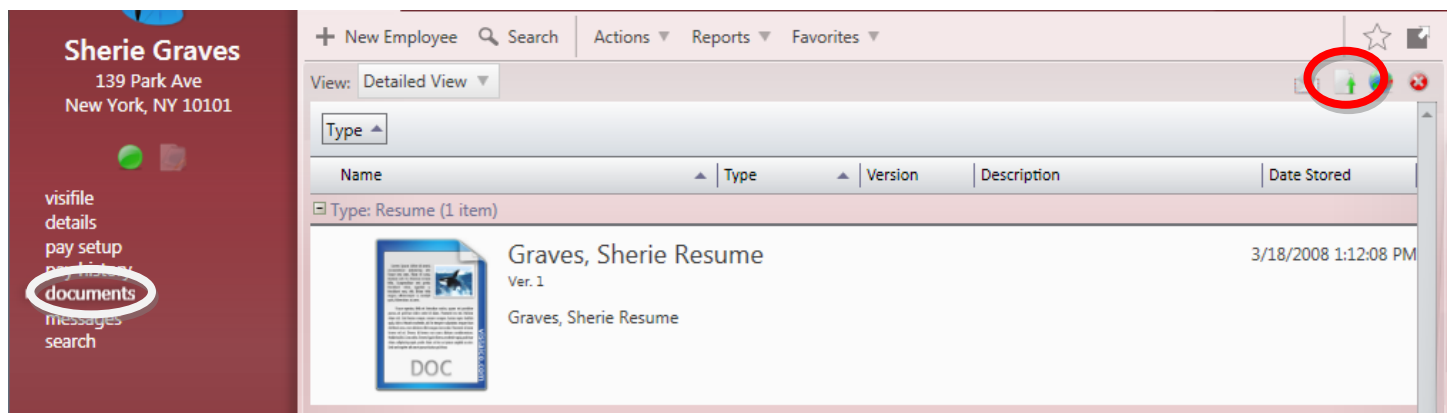 Sherie Graves
139 Park Ave
New York, NY 10101
visifile
details
pay setup
pay history
documents
messages
search
New Employee Search Actions Reports Favorites
View: Detailed View
Type
Name Type Version Description Date Stored
Type: Resume (1 item)
Graves, Sherie Resume 3/18/2008 1:12:08 PM
Ver. 1
Graves, Sherie Resume
DOC